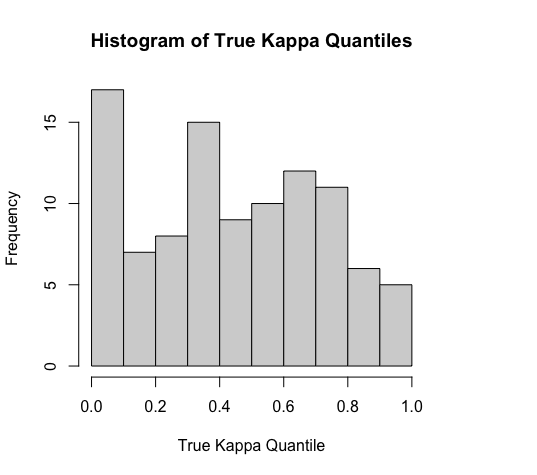 Histogram of True Kappa Quantiles
Frequency
15
10
5
0
0.0 0.2 0.4 0.6 0.8 1.0
True Kappa Quantile